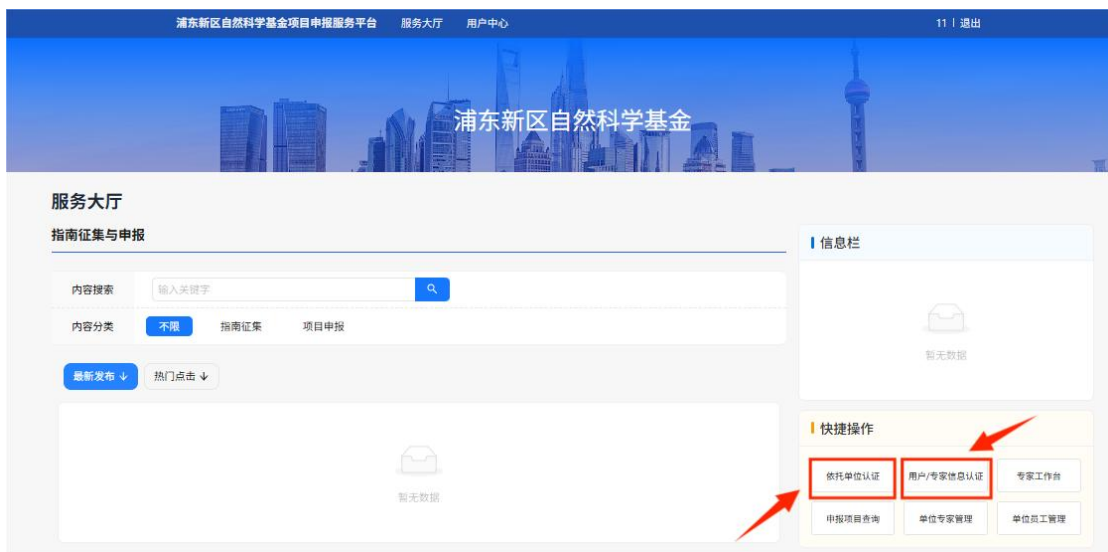 浦东新区自然科学基金项目申报服务平台 服务大厅 用户中心 11 | 退出
浦东新区自然科学基金
服务大厅
指南征集与申报
内容搜索 输入关键字
内容分类 不限 指南征集 项目申报
最新发布 ↓ 热门点击 ↓
暂无数据
信息栏
暂无数据
快捷操作
依托单位认证 用户/专家信息认证 专家工作台
申报项目查询 单位专家管理 单位员工管理